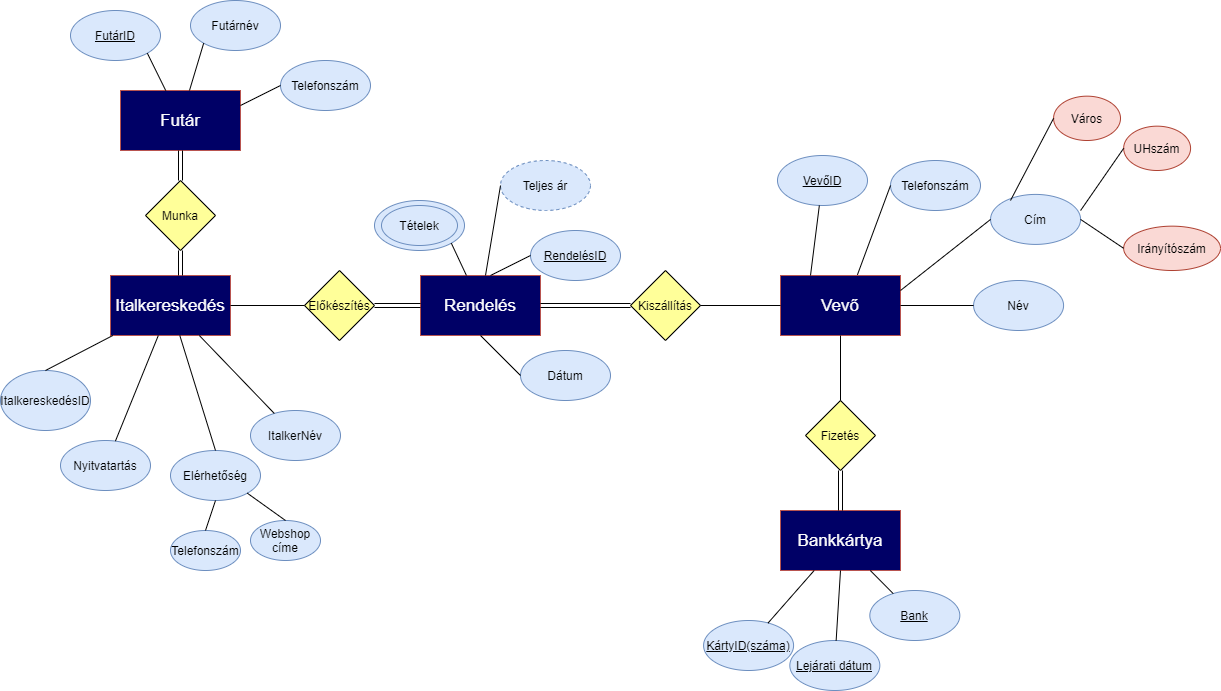 FutárID
Futárnév
Telefonszám
Futár
Munka
Italkereskedés
ItalkereskedésID
Nyitvatartás
Elérhetőség
Telefonszám
Webshop
címe
ItalkerNév
Előkészítés
Rendelés
Tételek
Teljes ár
RendelésID
Dátum
Kiszállítás
Vevő
VevőID
Telefonszám
Cím
Város
UHszám
Irányítószám
Név
Fizetés
Bankkártya
KártyID(száma)
Lejárati dátum
Bank